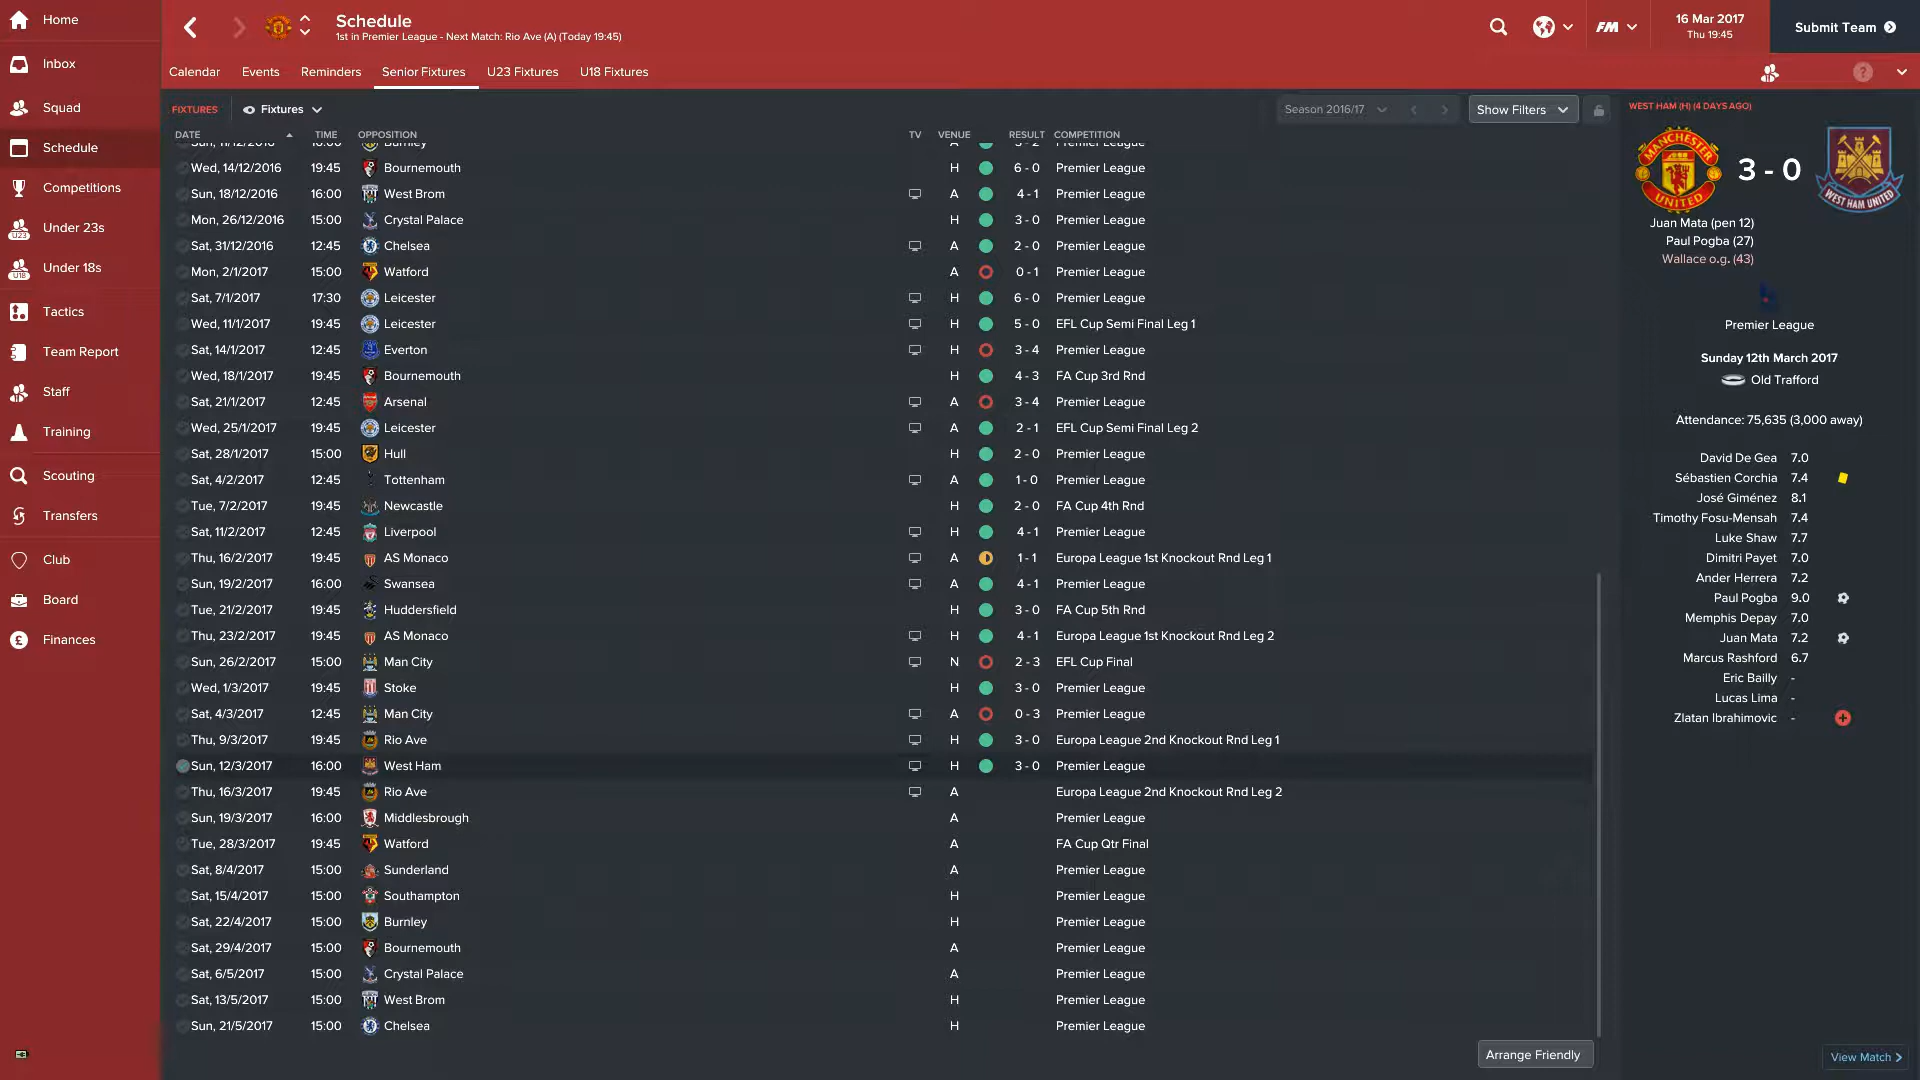 Home
Inbox
Squad
Schedule
Competitions
Under 23s
Under 18s
Tactics
Team Report
Staff
Training
Scouting
Transfers
Club
Board
Finances
Schedule
1st in Premier League - Next Match: Rio Ave (A) (Today 19:45)
FM
16 Mar 2017
Thu 19:45
Submit Team
Calendar Events Reminders Senior Fixtures U23 Fixtures U18 Fixtures
FIXTURES Fixtures Season 2016/17 Show Filters
DATE TIME OPPOSITION TV VENUE RESULT COMPETITION
Sun, 11/12/2016 16:00 Burnley A 3 - 2 Premier League
Wed, 14/12/2016 19:45 Bournemouth H 6 - 0 Premier League
Sun, 18/12/2016 16:00 West Brom A 4 - 1 Premier League
Mon, 26/12/2016 15:00 Crystal Palace H 3 - 0 Premier League
Sat, 31/12/2016 12:45 Chelsea A 2 - 0 Premier League
Mon, 2/1/2017 15:00 Watford A 0 - 1 Premier League
Sat, 7/1/2017 17:30 Leicester H 6 - 0 Premier League
Wed, 11/1/2017 19:45 Leicester H 5 - 0 EFL Cup Semi Final Leg 1
Sat, 14/1/2017 12:45 Everton H 3 - 4 Premier League
Wed, 18/1/2017 19:45 Bournemouth H 4 - 3 FA Cup 3rd Rnd
Sat, 21/1/2017 12:45 Arsenal A 3 - 4 Premier League
Wed, 25/1/2017 19:45 Leicester A 2 - 1 EFL Cup Semi Final Leg 2
Sat, 28/1/2017 15:00 Hull H 2 - 0 Premier League
Sat, 4/2/2017 12:45 Tottenham A 1 - 0 Premier League
Tue, 7/2/2017 19:45 Newcastle H 2 - 0 FA Cup 4th Rnd
Sat, 11/2/2017 12:45 Liverpool H 4 - 1 Premier League
Thu, 16/2/2017 19:45 AS Monaco A 1 - 1 Europa League 1st Knockout Rnd Leg 1
Sun, 19/2/2017 16:00 Swansea A 4 - 1 Premier League
Tue, 21/2/2017 19:45 Huddersfield H 3 - 0 FA Cup 5th Rnd
Thu, 23/2/2017 19:45 AS Monaco H 4 - 1 Europa League 1st Knockout Rnd Leg 2
Sun, 26/2/2017 15:00 Man City N 2 - 3 EFL Cup Final
Wed, 1/3/2017 19:45 Stoke H 3 - 0 Premier League
Sat, 4/3/2017 12:45 Man City A 0 - 3 Premier League
Thu, 9/3/2017 19:45 Rio Ave H 3 - 0 Europa League 2nd Knockout Rnd Leg 1
Sun, 12/3/2017 16:00 West Ham H 3 - 0 Premier League
Thu, 16/3/2017 19:45 Rio Ave A Europa League 2nd Knockout Rnd Leg 2
Sun, 19/3/2017 16:00 Middlesbrough A Premier League
Tue, 28/3/2017 19:45 Watford A FA Cup Qtr Final
Sat, 8/4/2017 15:00 Sunderland A Premier League
Sat, 15/4/2017 15:00 Southampton H Premier League
Sat, 22/4/2017 15:00 Burnley H Premier League
Sat, 29/4/2017 15:00 Bournemouth A Premier League
Sat, 6/5/2017 15:00 Crystal Palace A Premier League
Sat, 13/5/2017 15:00 West Brom H Premier League
Sun, 21/5/2017 15:00 Chelsea H Premier League
Arrange Friendly
WEST HAM (H) (4 DAYS AGO)
MANCHESTER UNITED
3 - 0
WEST HAM UNITED
Juan Mata (pen 12)
Paul Pogba (27)
Wallace o.g. (43)
Premier League
Sunday 12th March 2017
Old Trafford
Attendance: 75,635 (3,000 away)
David De Gea 7.0
Sébastien Corchia 7.4
José Giménez 8.1
Timothy Fosu-Mensah 7.4
Luke Shaw 7.7
Dimitri Payet 7.0
Ander Herrera 7.2
Paul Pogba 9.0
Memphis Depay 7.0
Juan Mata 7.2
Marcus Rashford 6.7
Eric Bailly -
Lucas Lima -
Zlatan Ibrahimovic -
View Match